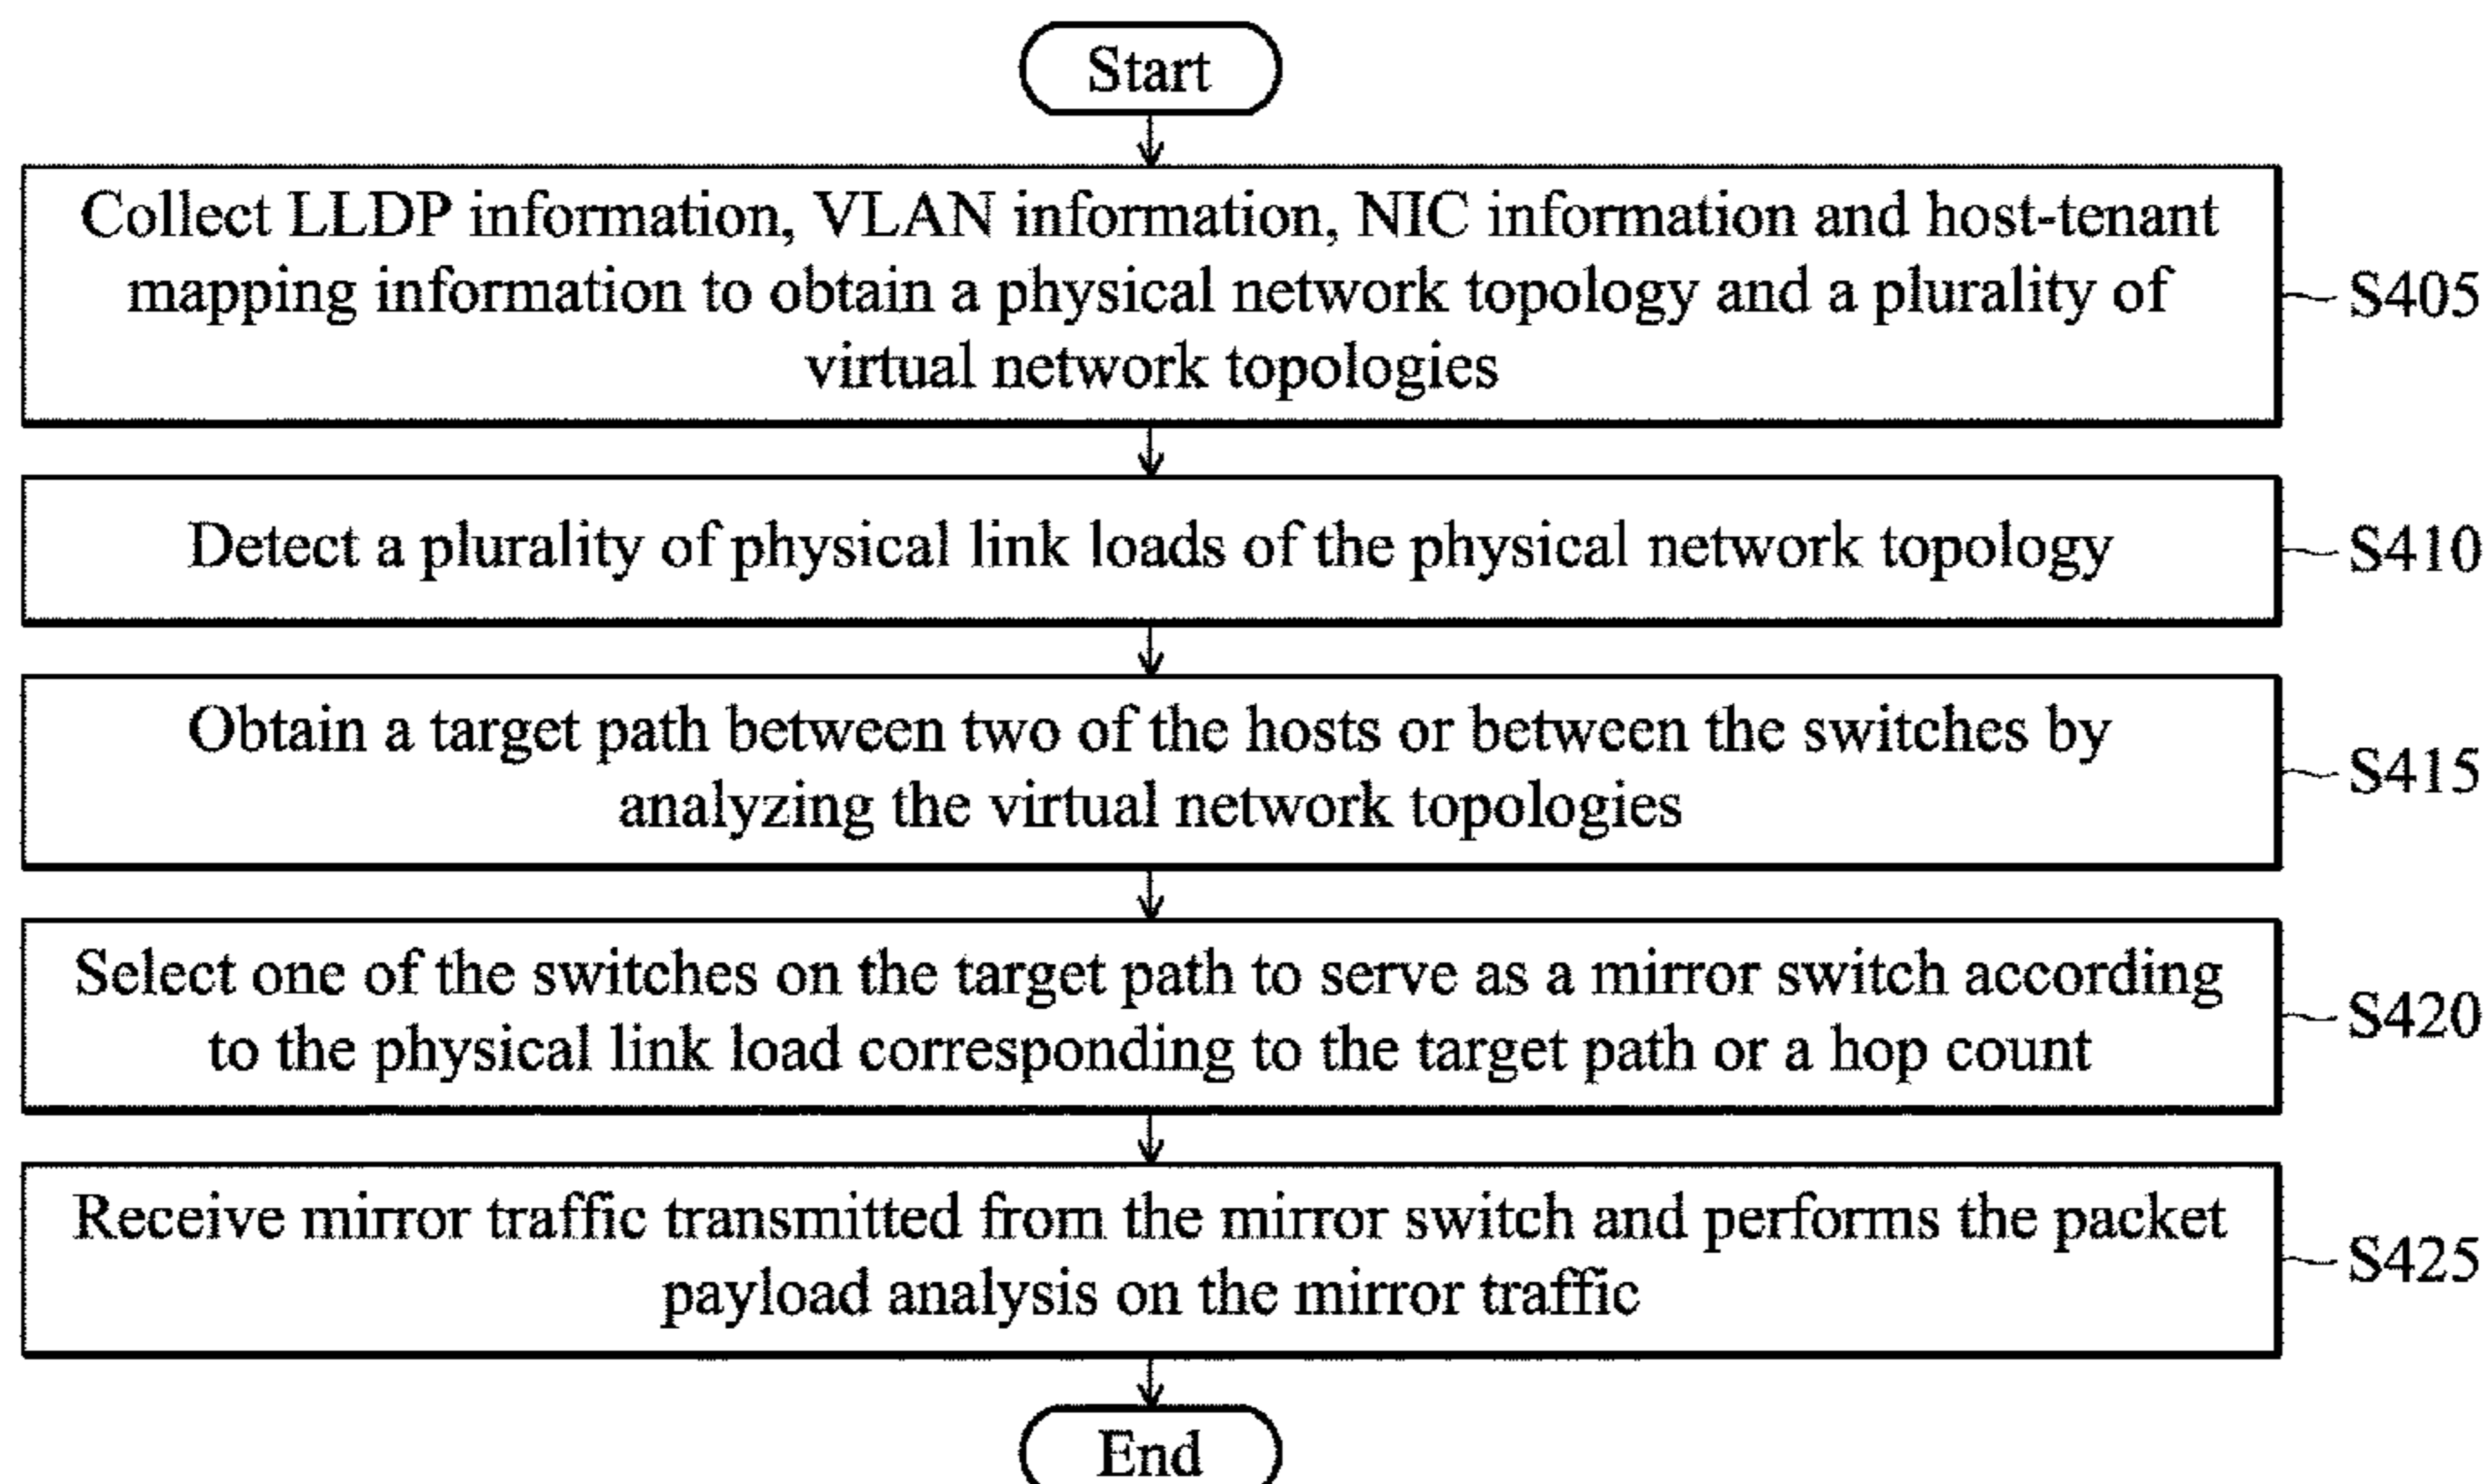 Start
Collect LLDP information, VLAN information, NIC information and host-tenant
mapping information to obtain a physical network topology and a plurality of
virtual network topologies
S405
Detect a plurality of physical link loads of the physical network topology
S410
Obtain a target path between two of the hosts or between the switches by
analyzing the virtual network topologies
S415
Select one of the switches on the target path to serve as a mirror switch according
to the physical link load corresponding to the target path or a hop count
S420
Receive mirror traffic transmitted from the mirror switch and performs the packet
payload analysis on the mirror traffic
S425
End